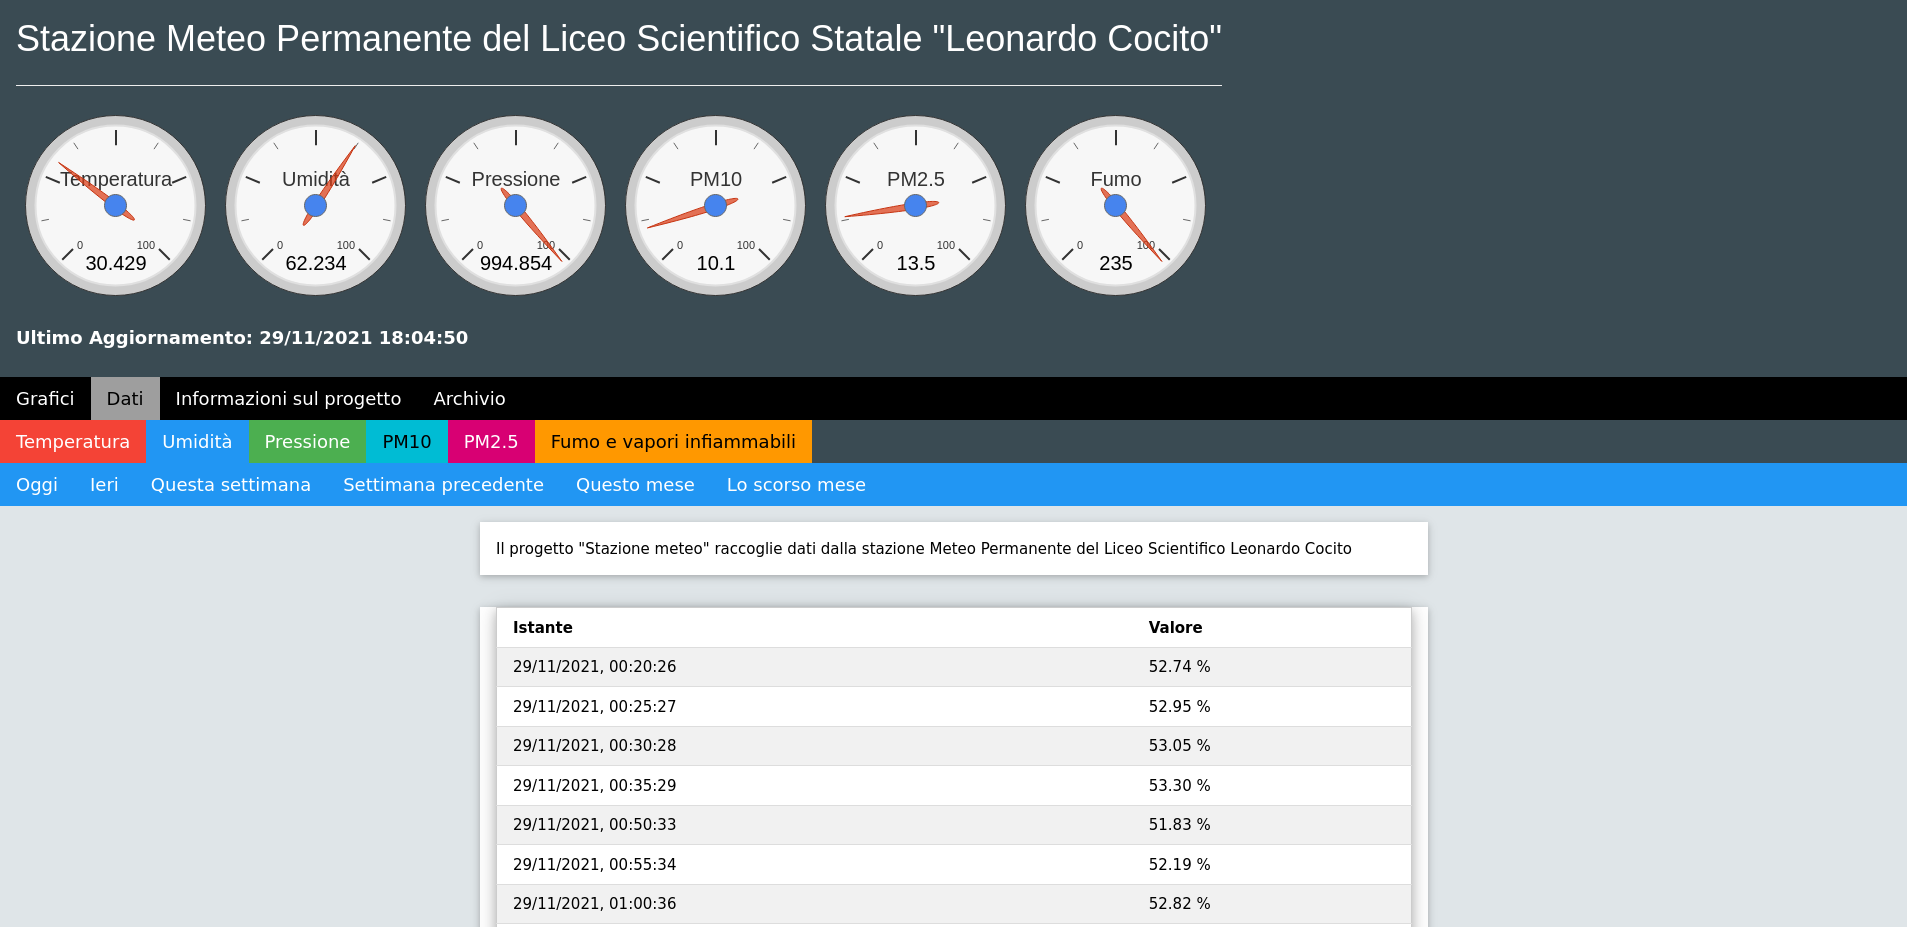 Stazione Meteo Permanente del Liceo Scientifico Statale "Leonardo Cocito"
Temperatura
0 100
30.429
Umidità
0 100
62.234
Pressione
0 100
994.854
PM10
0 100
10.1
PM2.5
0 100
13.5
Fumo
0 100
235
Ultimo Aggiornamento: 29/11/2021 18:04:50
Grafici Dati Informazioni sul progetto Archivio
Temperatura Umidità Pressione PM10 PM2.5 Fumo e vapori infiammabili
Oggi Ieri Questa settimana Settimana precedente Questo mese Lo scorso mese
Il progetto "Stazione meteo" raccoglie dati dalla stazione Meteo Permanente del Liceo Scientifico Leonardo Cocito
Istante Valore
29/11/2021, 00:20:26 52.74 %
29/11/2021, 00:25:27 52.95 %
29/11/2021, 00:30:28 53.05 %
29/11/2021, 00:35:29 53.30 %
29/11/2021, 00:50:33 51.83 %
29/11/2021, 00:55:34 52.19 %
29/11/2021, 01:00:36 52.82 %